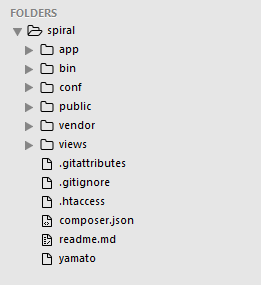 FOLDERS
spiral
app
bin
conf
public
vendor
views
.gitattributes
.gitignore
.htaccess
composer.json
readme.md
yamato